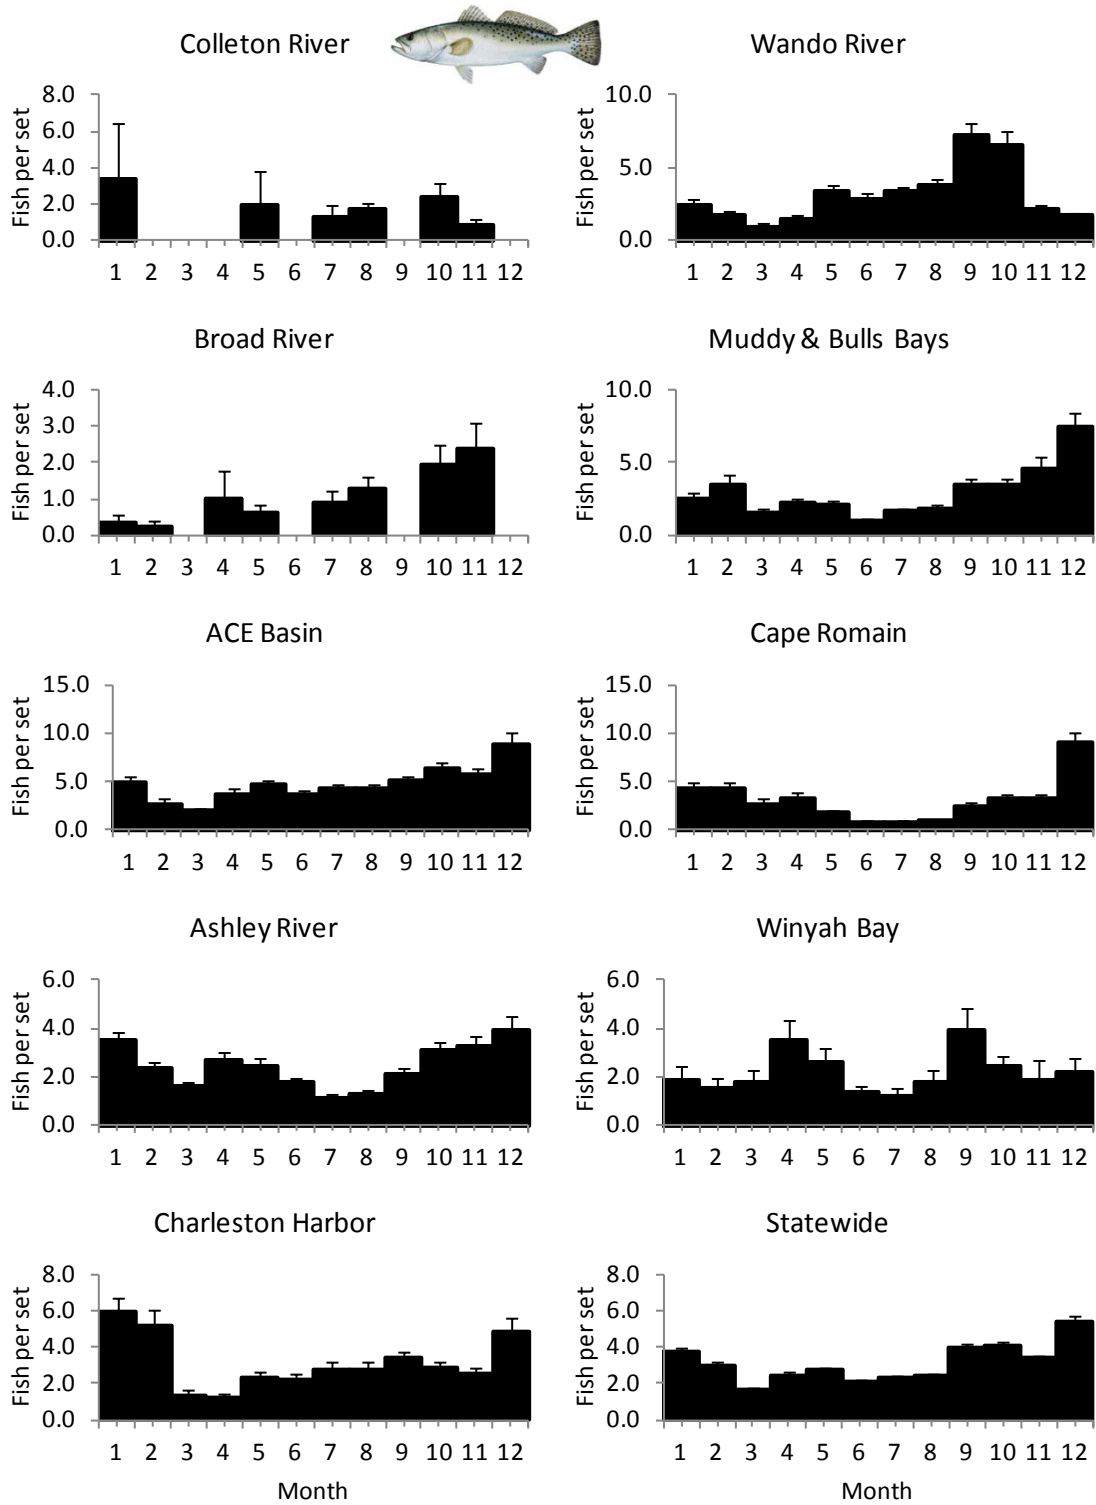 Colleton River
Fish per set
8.0
6.0
4.0
2.0
0.0
1 2 3 4 5 6 7 8 9 10 11 12
Wando River
Fish per set
10.0
5.0
0.0
1 2 3 4 5 6 7 8 9 10 11 12
Broad River
Fish per set
4.0
3.0
2.0
1.0
0.0
1 2 3 4 5 6 7 8 9 10 11 12
Muddy & Bulls Bays
Fish per set
10.0
5.0
0.0
1 2 3 4 5 6 7 8 9 10 11 12
ACE Basin
Fish per set
15.0
10.0
5.0
0.0
1 2 3 4 5 6 7 8 9 10 11 12
Cape Romain
Fish per set
15.0
10.0
5.0
0.0
1 2 3 4 5 6 7 8 9 10 11 12
Ashley River
Fish per set
6.0
4.0
2.0
0.0
1 2 3 4 5 6 7 8 9 10 11 12
Winyah Bay
Fish per set
6.0
4.0
2.0
0.0
1 2 3 4 5 6 7 8 9 10 11 12
Charleston Harbor
Fish per set
8.0
6.0
4.0
2.0
0.0
1 2 3 4 5 6 7 8 9 10 11 12
Month
Statewide
Fish per set
8.0
6.0
4.0
2.0
0.0
1 2 3 4 5 6 7 8 9 10 11 12
Month